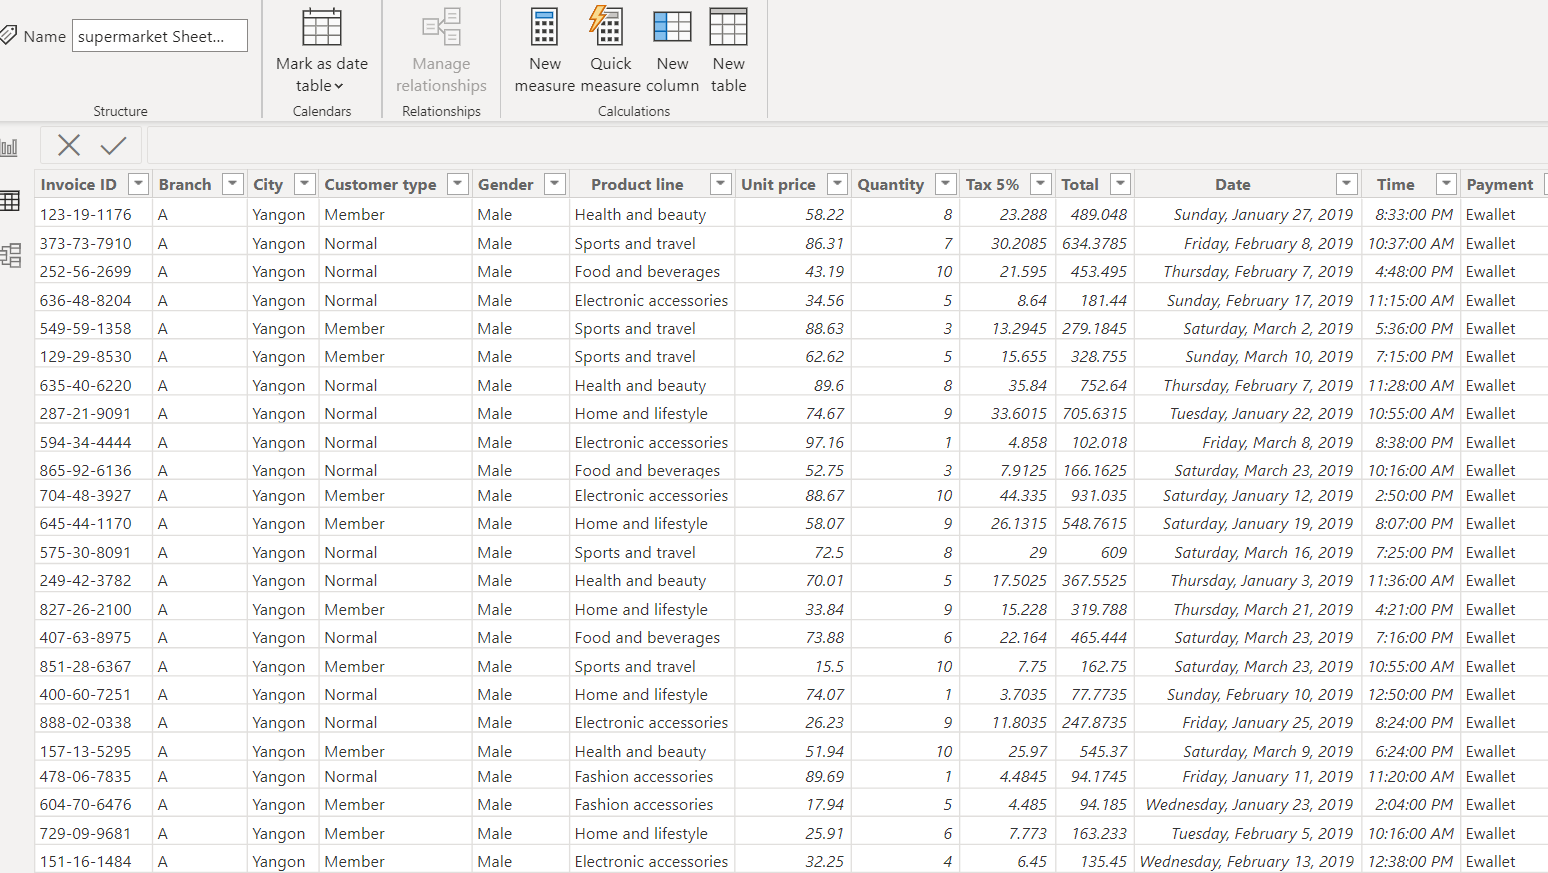 Name supermarket Sheet...
Mark as date table
Manage relationships
New measure
Quick measure
New column
New table
Structure Calendars Relationships Calculations
Invoice ID Branch City Customer type Gender Product line Unit price Quantity Tax 5% Total Date Time Payment
123-19-1176 A Yangon Member Male Health and beauty 58.22 8 23.288 489.048 Sunday, January 27, 2019 8:33:00 PM Ewallet
373-73-7910 A Yangon Normal Male Sports and travel 86.31 7 30.2085 634.3785 Friday, February 8, 2019 10:37:00 AM Ewallet
252-56-2699 A Yangon Normal Male Food and beverages 43.19 10 21.595 453.495 Thursday, February 7, 2019 4:48:00 PM Ewallet
636-48-8204 A Yangon Normal Male Electronic accessories 34.56 5 8.64 181.44 Sunday, February 17, 2019 11:15:00 AM Ewallet
549-59-1358 A Yangon Member Male Sports and travel 88.63 3 13.2945 279.1845 Saturday, March 2, 2019 5:36:00 PM Ewallet
129-29-8530 A Yangon Member Male Sports and travel 62.62 5 15.655 328.755 Sunday, March 10, 2019 7:15:00 PM Ewallet
635-40-6220 A Yangon Normal Male Health and beauty 89.6 8 35.84 752.64 Thursday, February 7, 2019 11:28:00 AM Ewallet
287-21-9091 A Yangon Normal Male Home and lifestyle 74.67 9 33.6015 705.6315 Tuesday, January 22, 2019 10:55:00 AM Ewallet
594-34-4444 A Yangon Normal Male Electronic accessories 97.16 1 4.858 102.018 Friday, March 8, 2019 8:38:00 PM Ewallet
865-92-6136 A Yangon Normal Male Food and beverages 52.75 3 7.9125 166.1625 Saturday, March 23, 2019 10:16:00 AM Ewallet
704-48-3927 A Yangon Member Male Electronic accessories 88.67 10 44.335 931.035 Saturday, January 12, 2019 2:50:00 PM Ewallet
645-44-1170 A Yangon Member Male Home and lifestyle 58.07 9 26.1315 548.7615 Saturday, January 19, 2019 8:07:00 PM Ewallet
575-30-8091 A Yangon Normal Male Sports and travel 72.5 8 29 609 Saturday, March 16, 2019 7:25:00 PM Ewallet
249-42-3782 A Yangon Normal Male Health and beauty 70.01 5 17.5025 367.5525 Thursday, January 3, 2019 11:36:00 AM Ewallet
827-26-2100 A Yangon Member Male Home and lifestyle 33.84 9 15.228 319.788 Thursday, March 21, 2019 4:21:00 PM Ewallet
407-63-8975 A Yangon Normal Male Food and beverages 73.88 6 22.164 465.444 Saturday, March 23, 2019 7:16:00 PM Ewallet
851-28-6367 A Yangon Member Male Sports and travel 15.5 10 7.75 162.75 Saturday, March 23, 2019 10:55:00 AM Ewallet
400-60-7251 A Yangon Normal Male Home and lifestyle 74.07 1 3.7035 77.7735 Sunday, February 10, 2019 12:50:00 PM Ewallet
888-02-0338 A Yangon Normal Male Electronic accessories 26.23 9 11.8035 247.8735 Friday, January 25, 2019 8:24:00 PM Ewallet
157-13-5295 A Yangon Member Male Health and beauty 51.94 10 25.97 545.37 Saturday, March 9, 2019 6:24:00 PM Ewallet
478-06-7835 A Yangon Normal Male Fashion accessories 89.69 1 4.4845 94.1745 Friday, January 11, 2019 11:20:00 AM Ewallet
604-70-6476 A Yangon Member Male Fashion accessories 17.94 5 4.485 94.185 Wednesday, January 23, 2019 2:04:00 PM Ewallet
729-09-9681 A Yangon Member Male Home and lifestyle 25.91 6 7.773 163.233 Tuesday, February 5, 2019 10:16:00 AM Ewallet
151-16-1484 A Yangon Member Male Electronic accessories 32.25 4 6.45 135.45 Wednesday, February 13, 2019 12:38:00 PM Ewallet